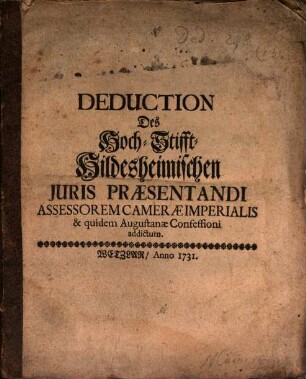 DEDUCTION
Des
Hoch-Stifft-
Hildesheimischen
JURIS PRÆSENTANDI
ASSESSOREM CAMERÆ IMPERIALIS
& quidem Augustanæ Confessioni
addictum.
WETZLAR / Anno 1731.